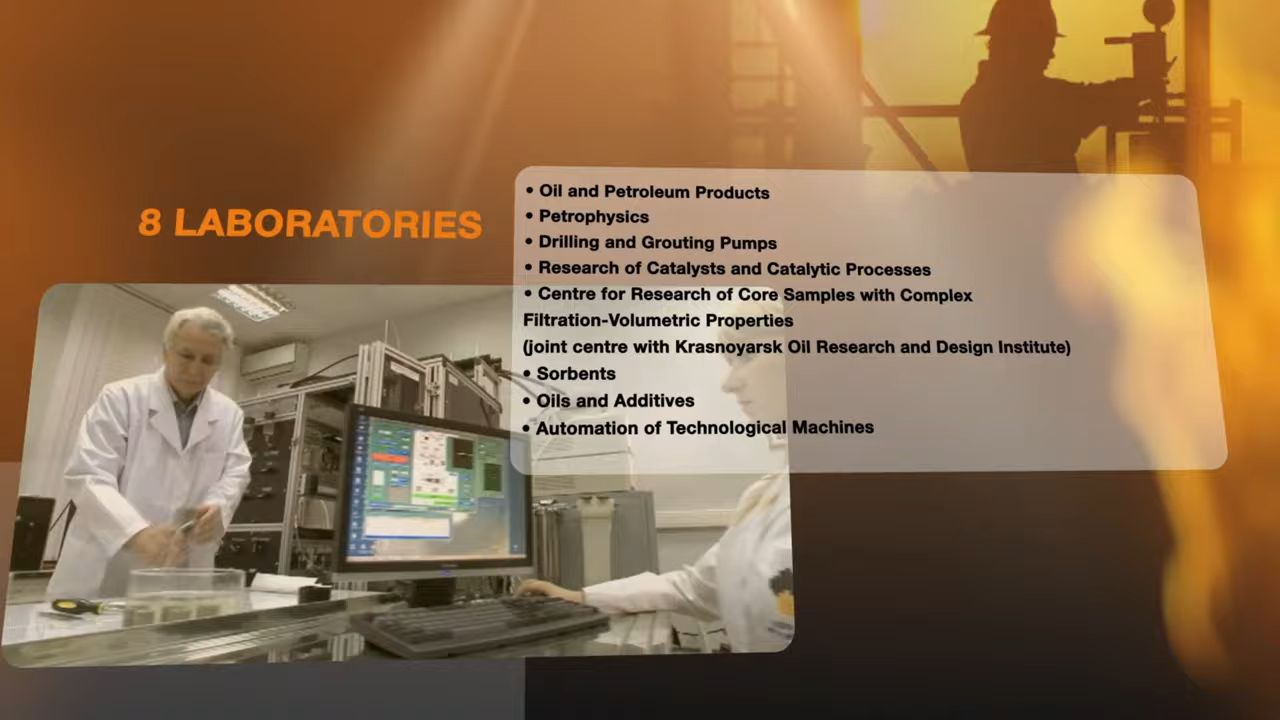 8 LABORATORIES
• Oil and Petroleum Products
• Petrophysics
• Drilling and Grouting Pumps
• Research of Catalysts and Catalytic Processes
• Centre for Research of Core Samples with Complex
Filtration-Volumetric Properties
(joint centre with Krasnoyarsk Oil Research and Design Institute)
• Sorbents
• Oils and Additives
• Automation of Technological Machines